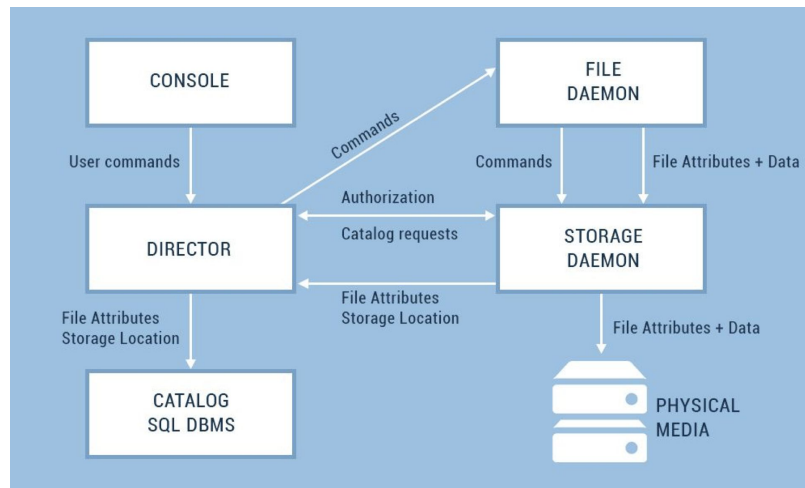 CONSOLE
FILE
DAEMON
User commands
Commands
Commands
File Attributes + Data
Authorization
Catalog requests
DIRECTOR
STORAGE
DAEMON
File Attributes
Storage Location
File Attributes
Storage Location
File Attributes + Data
CATALOG
SQL DBMS
PHYSICAL
MEDIA